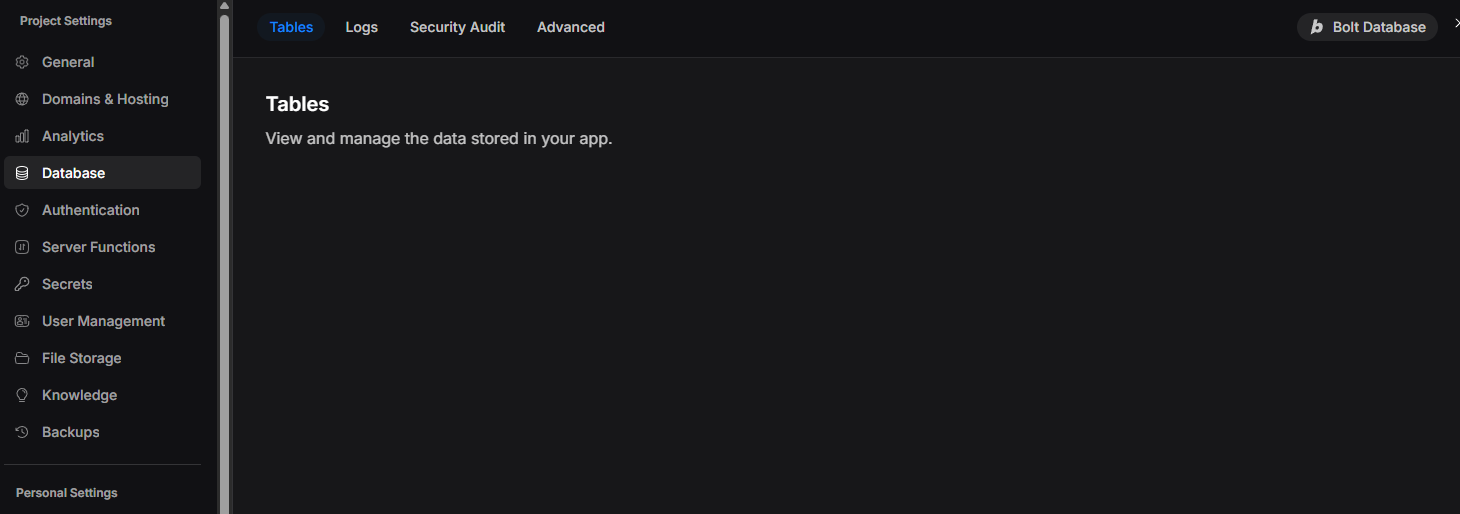 Project Settings
General
Domains & Hosting
Analytics
Database
Authentication
Server Functions
Secrets
User Management
File Storage
Knowledge
Backups
Personal Settings
Tables Logs Security Audit Advanced
Bolt Database
Tables
View and manage the data stored in your app.